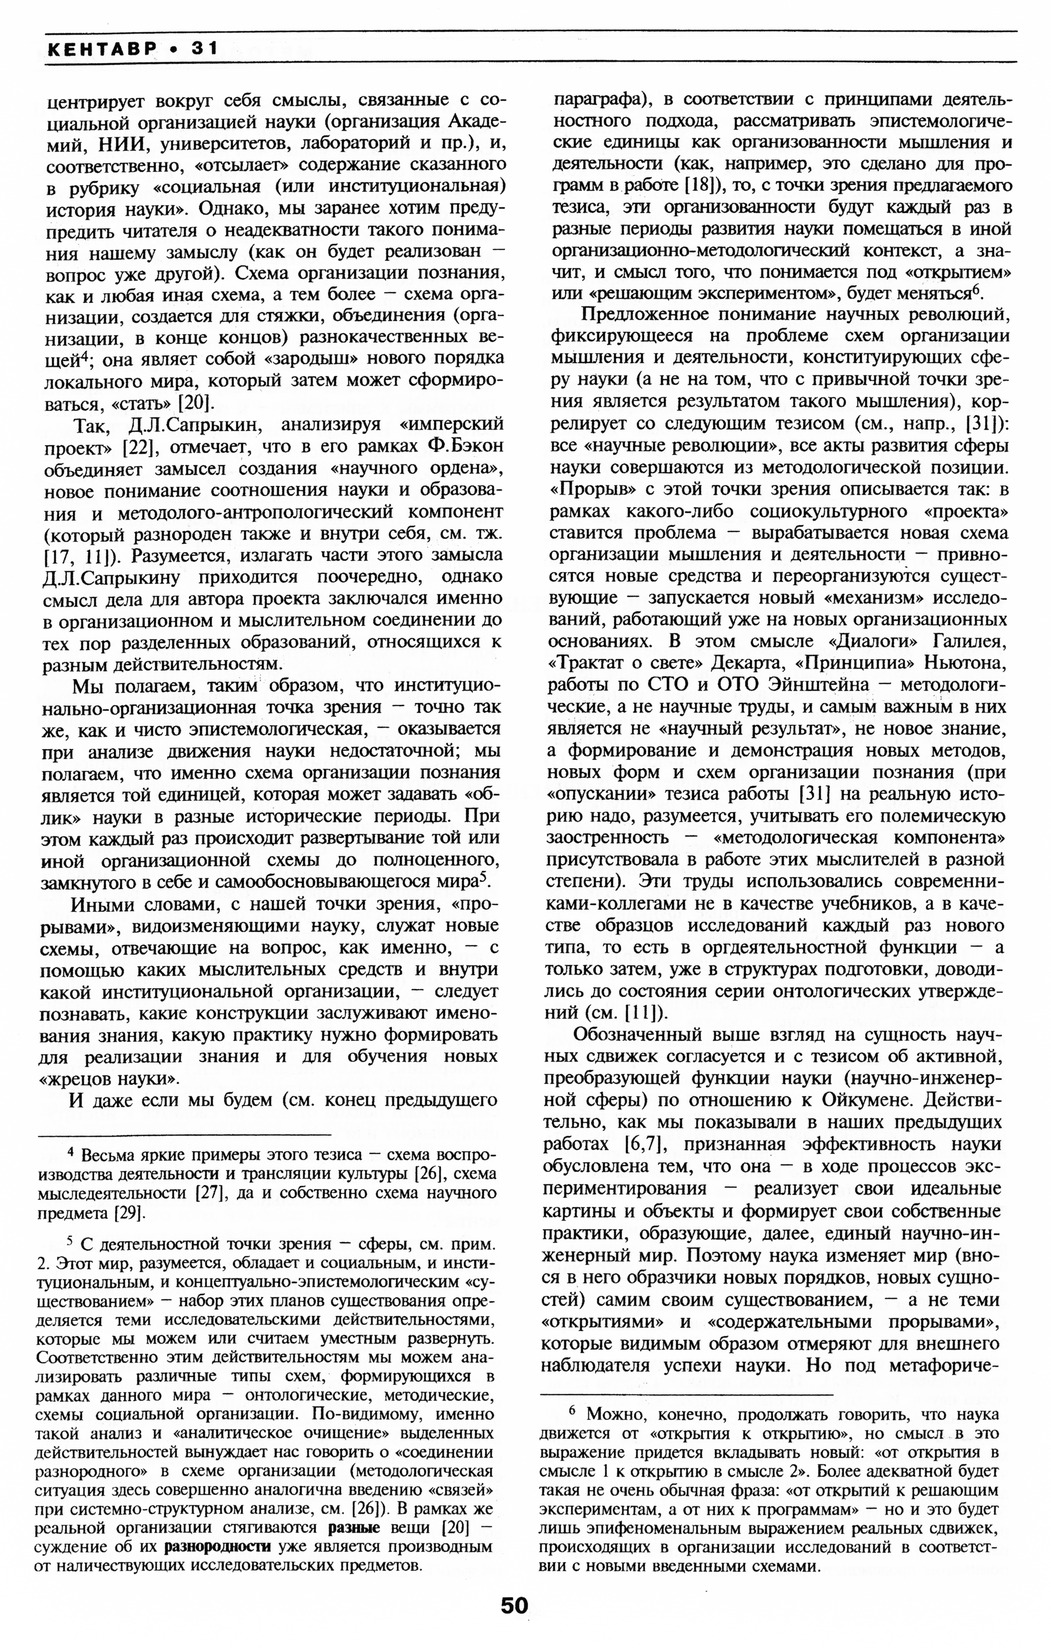 КЕНТАВР • 31
центрирует вокруг себя смыслы, связанные с со-
циальной организацией науки (организация Акаде-
мий, НИИ, университетов, лабораторий и пр.), и,
соответственно, «отсылает» содержание сказанного
в рубрику «социальная (или институциональная)
история науки». Однако, мы заранее хотим преду-
предить читателя о неадекватности такого понима-
ния нашему замыслу (как он будет реализован —
вопрос уже другой). Схема организации познания,
как и любая иная схема, а тем более — схема орга-
низации, создается для стяжки, объединения (орга-
низации, в конце концов) разнокачественных ве-
щей⁴; она являет собой «зародыш» нового порядка
локального мира, который затем может сформиро-
ваться, «стать» [20].
Так, Д.Л.Сапрыкин, анализируя «имперский
проект» [22], отмечает, что в его рамках Ф.Бэкон
объединяет замысел создания «научного ордена»,
новое понимание соотношения науки и образова-
ния и методолого-антропологический компонент
(который разнороден также и внутри себя, см. тж.
[17, 11]). Разумеется, излагать части этого замысла
Д.Л.Сапрыкину приходится поочередно, однако
смысл дела для автора проекта заключался именно
в организационном и мыслительном соединении до
тех пор разделенных образований, относящихся к
разным действительностям.
Мы полагаем, таким образом, что институцио-
нально-организационная точка зрения — точно так
же, как и чисто эпистемологическая, — оказывается
при анализе движения науки недостаточной; мы
полагаем, что именно схема организации познания
является той единицей, которая может задавать «об-
лик» науки в разные исторические периоды. При
этом каждый раз происходит развертывание той или
иной организационной схемы до полноценного,
замкнутого в себе и самообосновывающегося мира⁵.
Иными словами, с нашей точки зрения, «про-
рывами», видоизменяющими науку, служат новые
схемы, отвечающие на вопрос, как именно, — с
помощью каких мыслительных средств и внутри
какой институциональной организации, — следует
познавать, какие конструкции заслуживают имено-
вания знания, какую практику нужно формировать
для реализации знания и для обучения новых
«жрецов науки».
И даже если мы будем (см. конец предыдущего
⁴ Весьма яркие примеры этого тезиса — схема воспро-
изводства деятельности и трансляции культуры [26], схема
мыследеятельности [27], да и собственно схема научного
предмета [29].
⁵ С деятельностной точки зрения — сферы, см. прим.
2. Этот мир, разумеется, обладает и социальным, и инсти-
туциональным, и концептуально-эпистемологическим «су-
ществованием» — набор этих планов существования опре-
деляется теми исследовательскими действительностями,
которые мы можем или считаем уместным развернуть.
Соответственно этим действительностям мы можем ана-
лизировать различные типы схем, формирующихся в
рамках данного мира — онтологические, методические,
схемы социальной организации. По-видимому, именно
такой анализ и «аналитическое очищение» выделенных
действительностей вынуждает нас говорить о «соединении
разнородного» в схеме организации (методологическая
ситуация здесь совершенно аналогична введению «связей»
при системно-структурном анализе, см. [26]). В рамках же
реальной организации стягиваются разные вещи [20] —
суждение об их разнородности уже является производным
от наличествующих исследовательских предметов.
параграфа), в соответствии с принципами деятель-
ностного подхода, рассматривать эпистемологиче-
ские единицы как организованности мышления и
деятельности (как, например, это сделано для про-
грамм в работе [18]), то, с точки зрения предлагаемого
тезиса, эти организованности будут каждый раз в
разные периоды развития науки помещаться в иной
организационно-методологический контекст, а зна-
чит, и смысл того, что понимается под «открытием»
или «решающим экспериментом», будет меняться⁶.
Предложенное понимание научных революций,
фиксирующееся на проблеме схем организации
мышления и деятельности, конституирующих сфе-
ру науки (а не на том, что с привычной точки зре-
ния является результатом такого мышления), кор-
релирует со следующим тезисом (см., напр., [31]):
все «научные революции», все акты развития сферы
науки совершаются из методологической позиции.
«Прорыв» с этой точки зрения описывается так: в
рамках какого-либо социокультурного «проекта»
ставится проблема — вырабатывается новая схема
организации мышления и деятельности — привно-
сятся новые средства и переорганизуются сущест-
вующие — запускается новый «механизм» исследо-
ваний, работающий уже на новых организационных
основаниях. В этом смысле «Диалоги» Галилея,
«Трактат о свете» Декарта, «Принципиа» Ньютона,
работы по СТО и ОТО Эйнштейна — методологи-
ческие, а не научные труды, и самым важным в них
является не «научный результат», не новое знание,
а формирование и демонстрация новых методов,
новых форм и схем организации познания (при
«опускании» тезиса работы [31] на реальную исто-
рию надо, разумеется, учитывать его полемическую
заостренность — «методологическая компонента»
присутствовала в работе этих мыслителей в разной
степени). Эти труды использовались современни-
ками-коллегами не в качестве учебников, а в каче-
стве образцов исследований каждый раз нового
типа, то есть в оргдеятельностной функции — а
только затем, уже в структурах подготовки, доводи-
лись до состояния серии онтологических утвержде-
ний (см. [11]).
Обозначенный выше взгляд на сущность науч-
ных сдвижек согласуется и с тезисом об активной,
преобразующей функции науки (научно-инженер-
ной сферы) по отношению к Ойкумене. Действи-
тельно, как мы показывали в наших предыдущих
работах [6,7], признанная эффективность науки
обусловлена тем, что она — в ходе процессов экс-
периментирования — реализует свои идеальные
картины и объекты и формирует свои собственные
практики, образующие, далее, единый научно-ин-
женерный мир. Поэтому наука изменяет мир (вно-
ся в него образчики новых порядков, новых сущно-
стей) самим своим существованием, — а не теми
«открытиями» и «содержательными прорывами»,
которые видимым образом отмеряют для внешнего
наблюдателя успехи науки. Но под метафориче-
⁶ Можно, конечно, продолжать говорить, что наука
движется от «открытия к открытию», но смысл в это
выражение придется вкладывать новый: «от открытия в
смысле 1 к открытию в смысле 2». Более адекватной будет
такая не очень обычная фраза: «от открытий к решающим
экспериментам, а от них к программам» — но и это будет
лишь эпифеноменальным выражением реальных сдвижек,
происходящих в организации исследований в соответст-
вии с новыми введенными схемами.
50